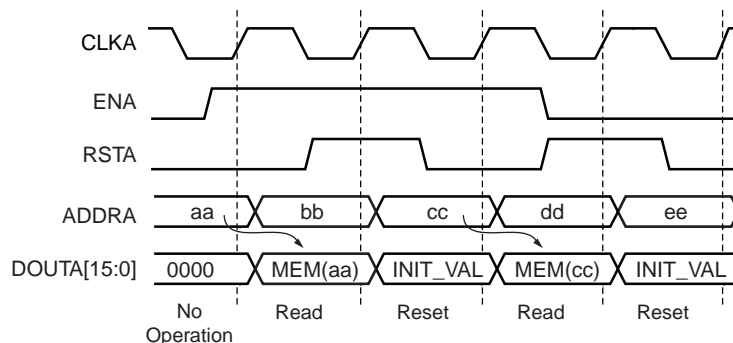 CLKA
ENA
RSTA
ADDRA aa bb cc dd ee
DOUTA[15:0] 0000 MEM(aa) INIT_VAL MEM(cc) INIT_VAL
No Operation Read Reset Read Reset